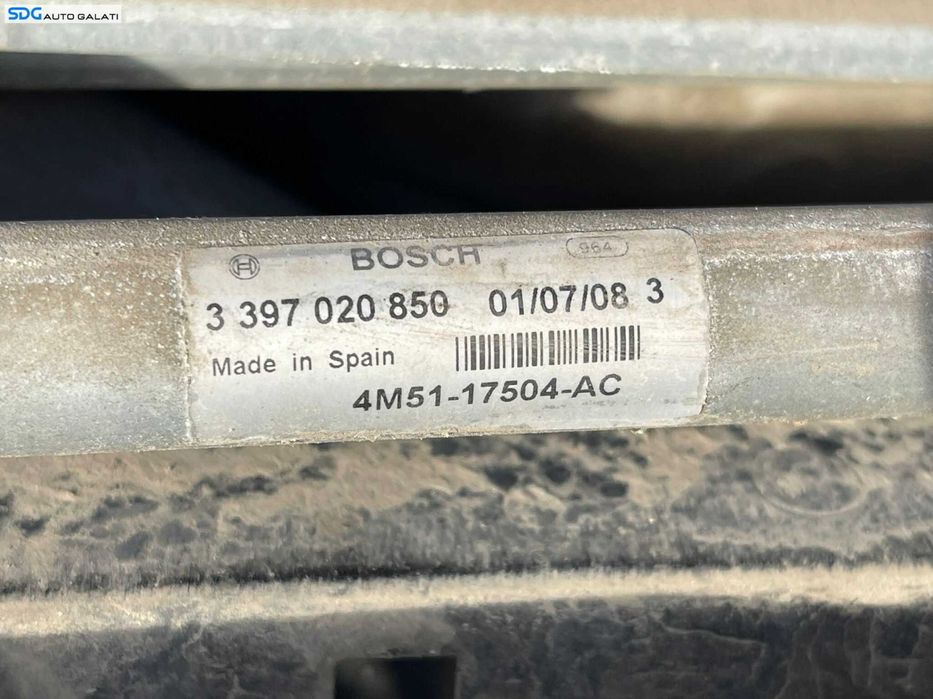 SDG AUTO GALATI
BOSCH 964
3 397 020 850 01/07/08 3
Made in Spain
4M51-17504-AC